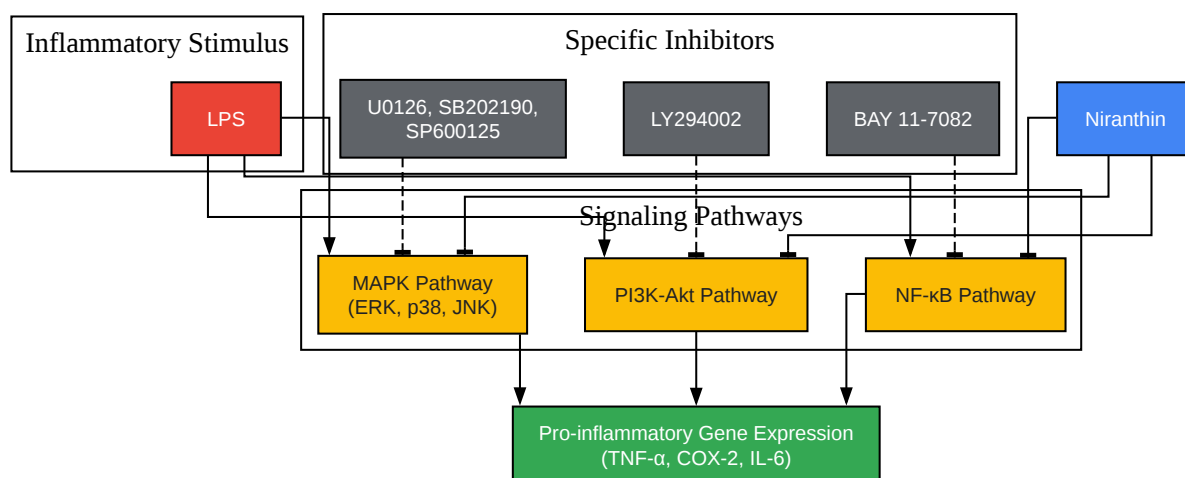 Inflammatory Stimulus
Specific Inhibitors
LPS
U0126, SB202190,
SP600125
LY294002
BAY 11-7082
Niranthin
Signaling Pathways
MAPK Pathway
(ERK, p38, JNK)
PI3K-Akt Pathway
NF-κB Pathway
Pro-inflammatory Gene Expression
(TNF-α, COX-2, IL-6)